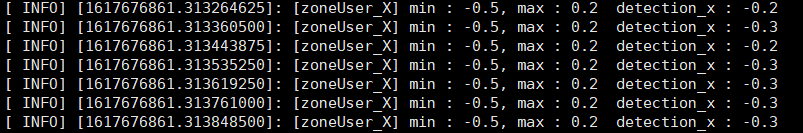 [ INFO] [1617676861.313264625]: [zoneUser_X] min : -0.5, max : 0.2  detection_x : -0.2
[ INFO] [1617676861.313360500]: [zoneUser_X] min : -0.5, max : 0.2  detection_x : -0.3
[ INFO] [1617676861.313443875]: [zoneUser_X] min : -0.5, max : 0.2  detection_x : -0.2
[ INFO] [1617676861.313535250]: [zoneUser_X] min : -0.5, max : 0.2  detection_x : -0.3
[ INFO] [1617676861.313619250]: [zoneUser_X] min : -0.5, max : 0.2  detection_x : -0.3
[ INFO] [1617676861.313761000]: [zoneUser_X] min : -0.5, max : 0.2  detection_x : -0.3
[ INFO] [1617676861.313848500]: [zoneUser_X] min : -0.5, max : 0.2  detection_x : -0.3